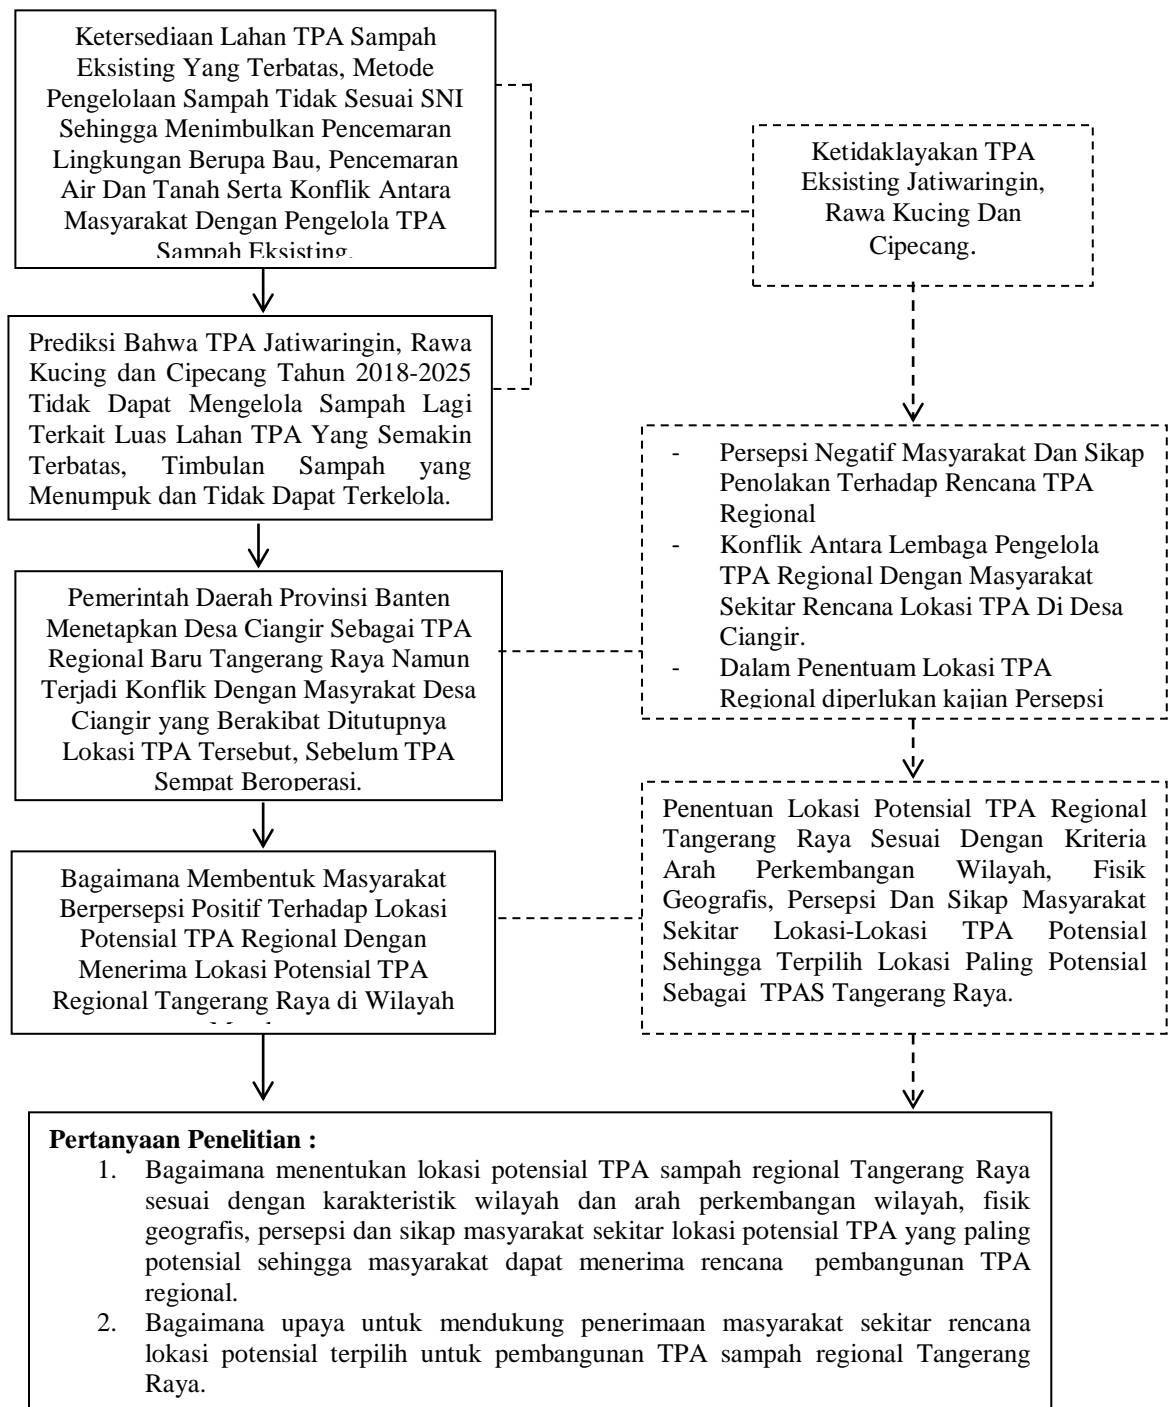 Ketersediaan Lahan TPA Sampah
Eksisting Yang Terbatas, Metode
Pengelolaan Sampah Tidak Sesuai SNI
Sehingga Menimbulkan Pencemaran
Lingkungan Berupa Bau, Pencemaran
Air Dan Tanah Serta Konflik Antara
Masyarakat Dengan Pengelola TPA
Sampah Eksisting.
Ketidaklayakan TPA
Eksisting Jatiwaringin,
Rawa Kucing Dan
Cipecang.
Prediksi Bahwa TPA Jatiwaringin, Rawa
Kucing dan Cipecang Tahun 2018-2025
Tidak Dapat Mengelola Sampah Lagi
Terkait Luas Lahan TPA Yang Semakin
Terbatas, Timbulan Sampah yang
Menumpuk dan Tidak Dapat Terkelola.
- Persepsi Negatif Masyarakat Dan Sikap
Penolakan Terhadap Rencana TPA
Regional
- Konflik Antara Lembaga Pengelola
TPA Regional Dengan Masyarakat
Sekitar Rencana Lokasi TPA Di Desa
Ciangir.
- Dalam Penentuam Lokasi TPA
Regional diperlukan kajian Persepsi
Pemerintah Daerah Provinsi Banten
Menetapkan Desa Ciangir Sebagai TPA
Regional Baru Tangerang Raya Namun
Terjadi Konflik Dengan Masyrakat Desa
Ciangir yang Berakibat Ditutupnya
Lokasi TPA Tersebut, Sebelum TPA
Sempat Beroperasi.
Penentuan Lokasi Potensial TPA Regional
Tangerang Raya Sesuai Dengan Kriteria
Arah Perkembangan Wilayah, Fisik
Geografis, Persepsi Dan Sikap Masyarakat
Sekitar Lokasi-Lokasi TPA Potensial
Sehingga Terpilih Lokasi Paling Potensial
Sebagai TPAS Tangerang Raya.
Bagaimana Membentuk Masyarakat
Berpersepsi Positif Terhadap Lokasi
Potensial TPA Regional Dengan
Menerima Lokasi Potensial TPA
Regional Tangerang Raya di Wilayah
Pertanyaan Penelitian :
1. Bagaimana menentukan lokasi potensial TPA sampah regional Tangerang Raya
sesuai dengan karakteristik wilayah dan arah perkembangan wilayah, fisik
geografis, persepsi dan sikap masyarakat sekitar lokasi potensial TPA yang paling
potensial sehingga masyarakat dapat menerima rencana pembangunan TPA
regional.
2. Bagaimana upaya untuk mendukung penerimaan masyarakat sekitar rencana
lokasi potensial terpilih untuk pembangunan TPA sampah regional Tangerang
Raya.